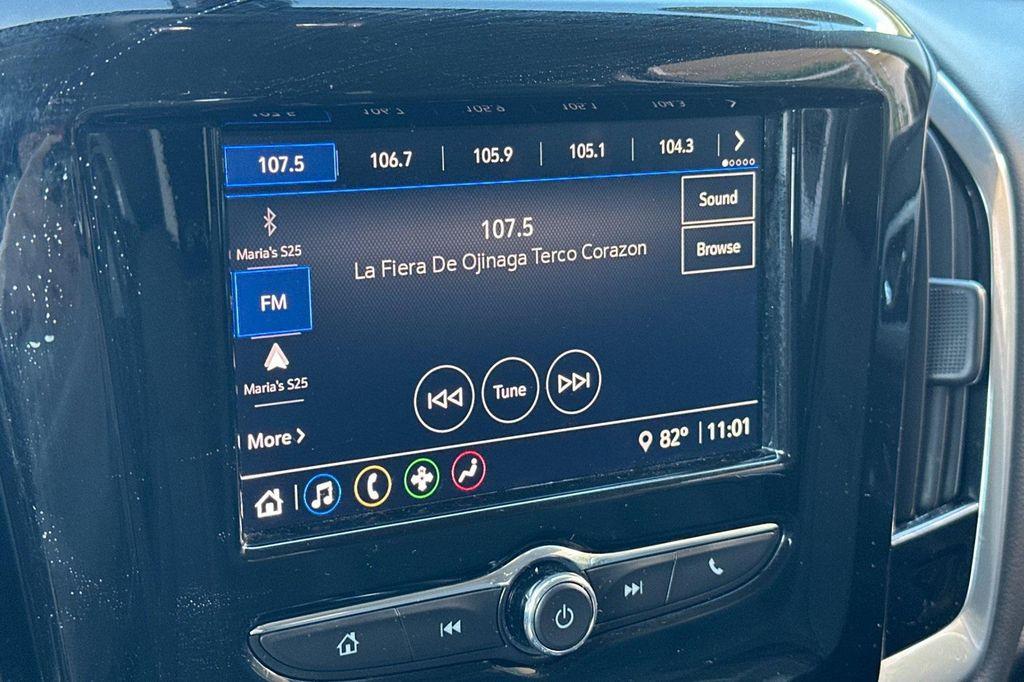 107.5 106.7 105.9 105.1 104.3
Sound
Browse
107.5
La Fiera De Ojinaga Terco Corazon
Maria's S25
FM
Maria's S25
More
Tune
82° 11:01